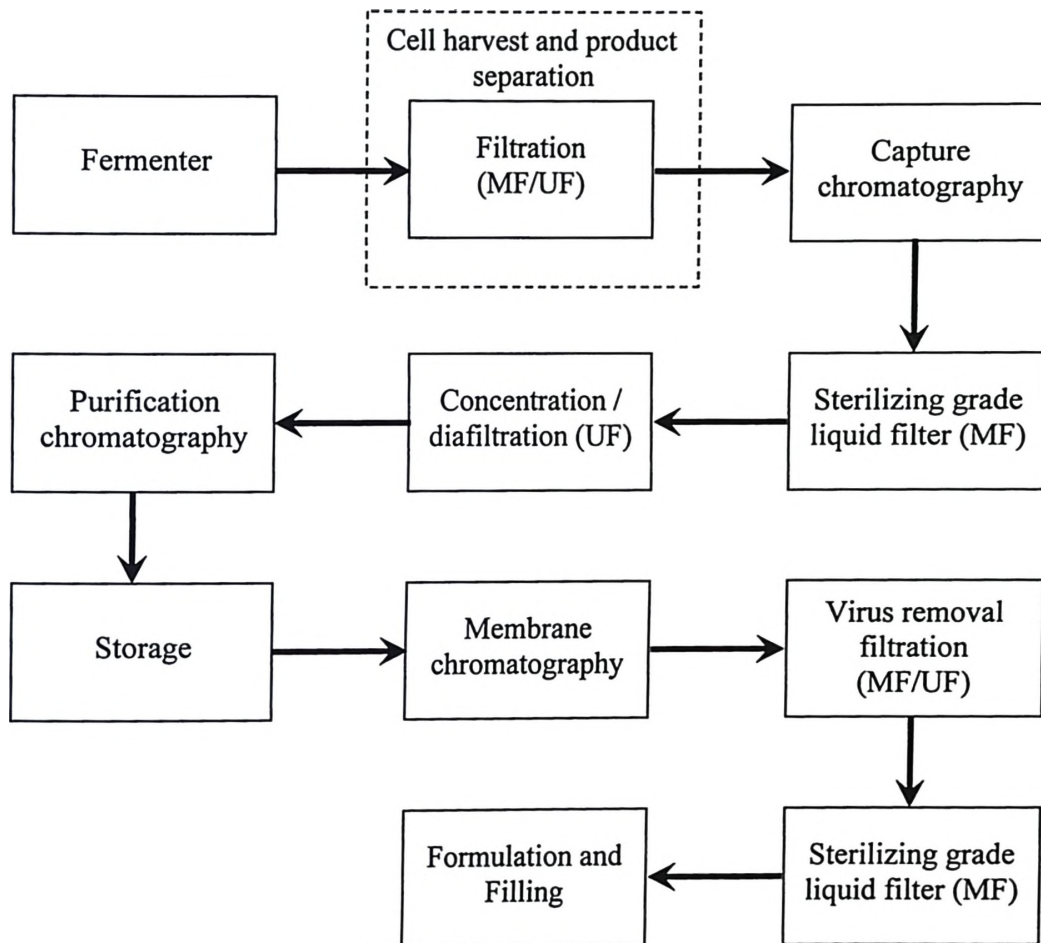 Cell harvest and product
separation
Fermenter
Filtration
(MF/UF)
Capture
chromatography
Purification
chromatography
Concentration /
diafiltration (UF)
Sterilizing grade
liquid filter (MF)
Storage
Membrane
chromatography
Virus removal
filtration
(MF/UF)
Formulation and
Filling
Sterilizing grade
liquid filter (MF)